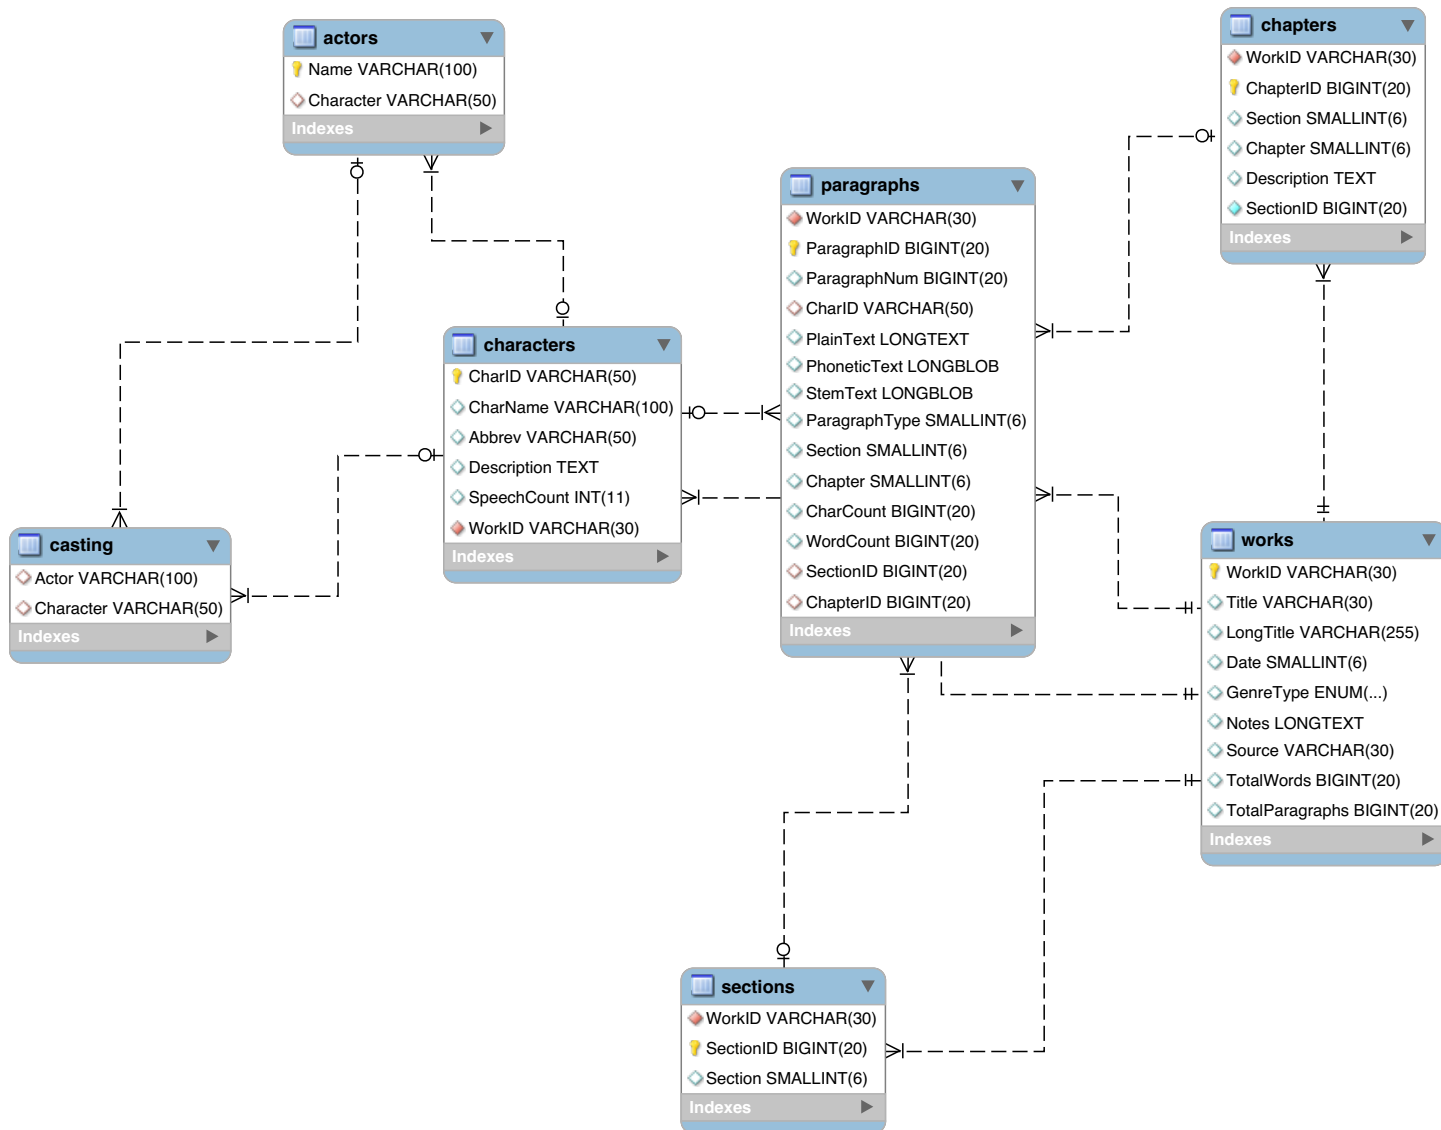 actors
Name VARCHAR(100)
Character VARCHAR(50)
Indexes
chapters
WorkID VARCHAR(30)
ChapterID BIGINT(20)
Section SMALLINT(6)
Chapter SMALLINT(6)
Description TEXT
SectionID BIGINT(20)
Indexes
paragraphs
WorkID VARCHAR(30)
ParagraphID BIGINT(20)
ParagraphNum BIGINT(20)
CharID VARCHAR(50)
PlainText LONGTEXT
PhoneticText LONGBLOB
StemText LONGBLOB
ParagraphType SMALLINT(6)
Section SMALLINT(6)
Chapter SMALLINT(6)
CharCount BIGINT(20)
WordCount BIGINT(20)
SectionID BIGINT(20)
ChapterID BIGINT(20)
Indexes
characters
CharID VARCHAR(50)
CharName VARCHAR(100)
Abbrev VARCHAR(50)
Description TEXT
SpeechCount INT(11)
WorkID VARCHAR(30)
Indexes
casting
Actor VARCHAR(100)
Character VARCHAR(50)
Indexes
works
WorkID VARCHAR(30)
Title VARCHAR(30)
LongTitle VARCHAR(255)
Date SMALLINT(6)
GenreType ENUM(...)
Notes LONGTEXT
Source VARCHAR(30)
TotalWords BIGINT(20)
TotalParagraphs BIGINT(20)
Indexes
sections
WorkID VARCHAR(30)
SectionID BIGINT(20)
Section SMALLINT(6)
Indexes